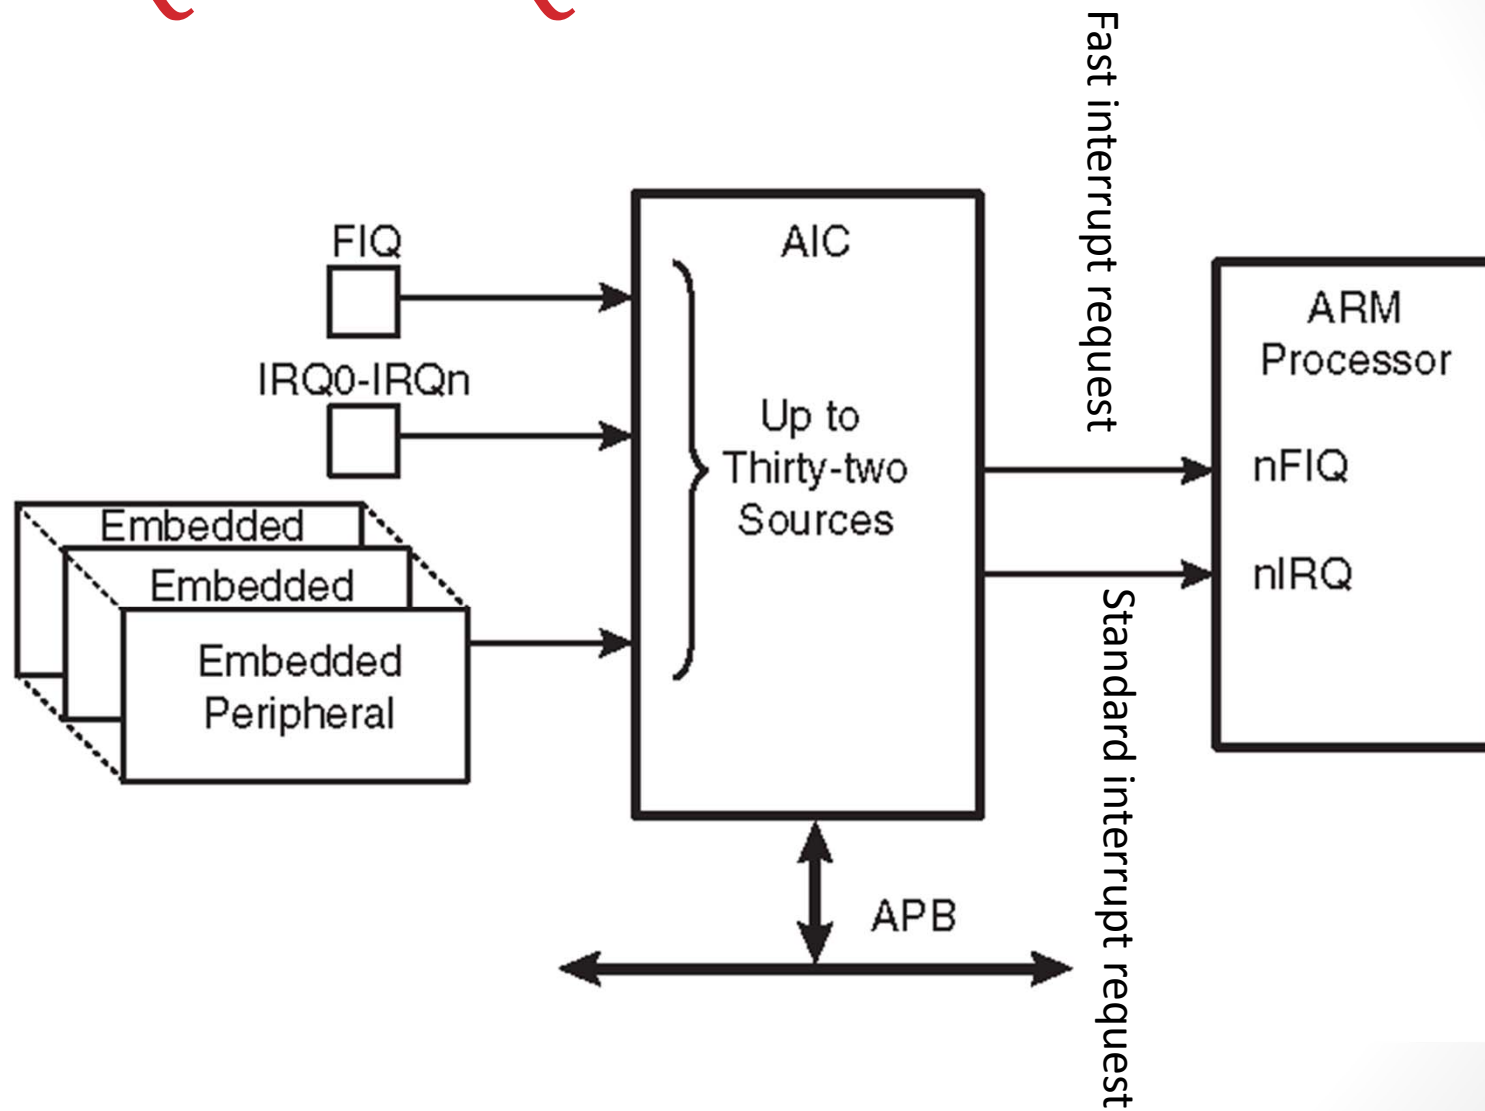 Fast interrupt request
FIQ
AIC
ARM
Processor
IRQ0-IRQn
Up to
Thirty-two
Sources
nFIQ
nIRQ
Embedded
Embedded
Embedded
Peripheral
Standard interrupt request
APB